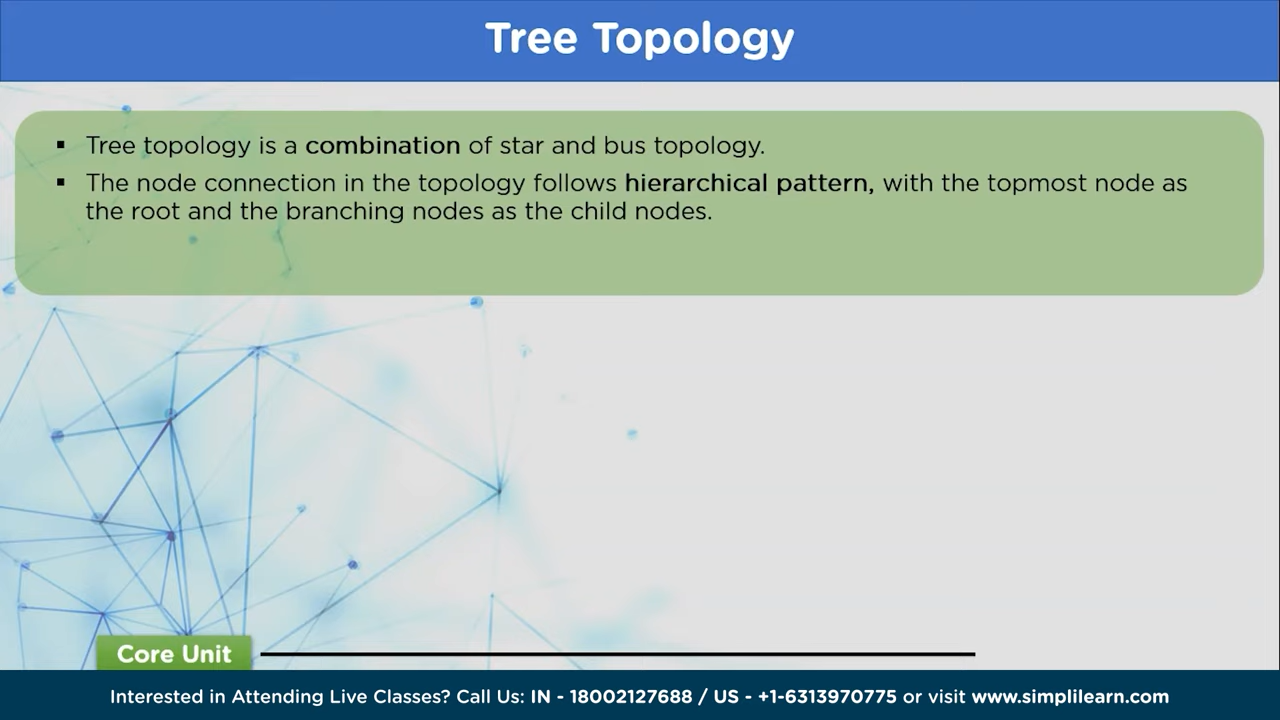 Tree Topology
▪ Tree topology is a combination of star and bus topology.
▪ The node connection in the topology follows hierarchical pattern, with the topmost node as
the root and the branching nodes as the child nodes.
Core Unit
Interested in Attending Live Classes? Call Us: IN - 18002127688 / US - +1-6313970775 or visit www.simplilearn.com